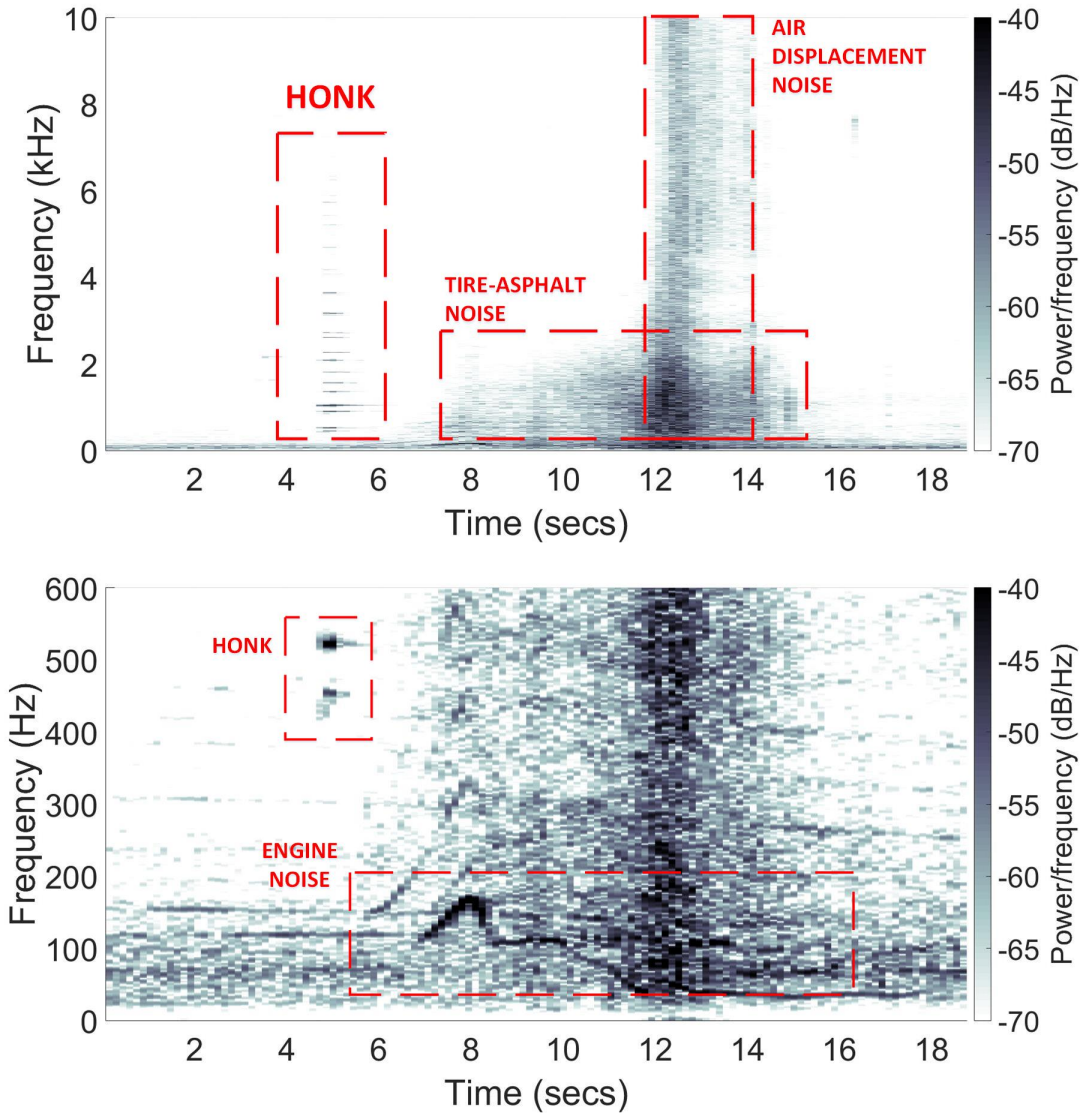 10
8
6
4
2
0
Frequency (kHz)
HONK
TIRE-ASPHALT
NOISE
AIR
DISPLACEMENT
NOISE
2 4 6 8 10 12 14 16 18
Time (secs)
-40
-45
-50
-55
-60
-65
-70
Power/frequency (dB/Hz)
600
500
400
300
200
100
0
Frequency (Hz)
HONK
ENGINE
NOISE
2 4 6 8 10 12 14 16 18
Time (secs)
-40
-45
-50
-55
-60
-65
-70
Power/frequency (dB/Hz)